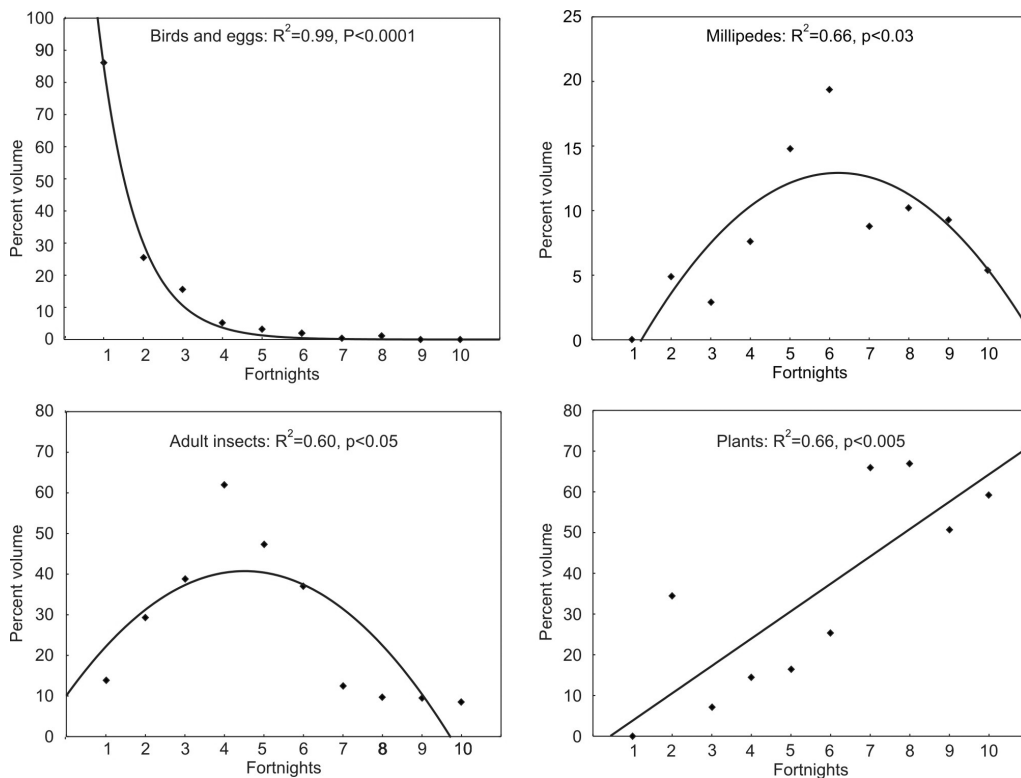 Birds and eggs: R²=0.99, P<0.0001
Percent volume
100
90
80
70
60
50
40
30
20
10
0
1 2 3 4 5 6 7 8 9 10
Fortnights
Millipedes: R²=0.66, p<0.03
Percent volume
25
20
15
10
5
0
1 2 3 4 5 6 7 8 9 10
Fortnights
Adult insects: R²=0.60, p<0.05
Percent volume
80
70
60
50
40
30
20
10
0
1 2 3 4 5 6 7 8 9 10
Fortnights
Plants: R²=0.66, p<0.005
Percent volume
80
70
60
50
40
30
20
10
0
1 2 3 4 5 6 7 8 9 10
Fortnights